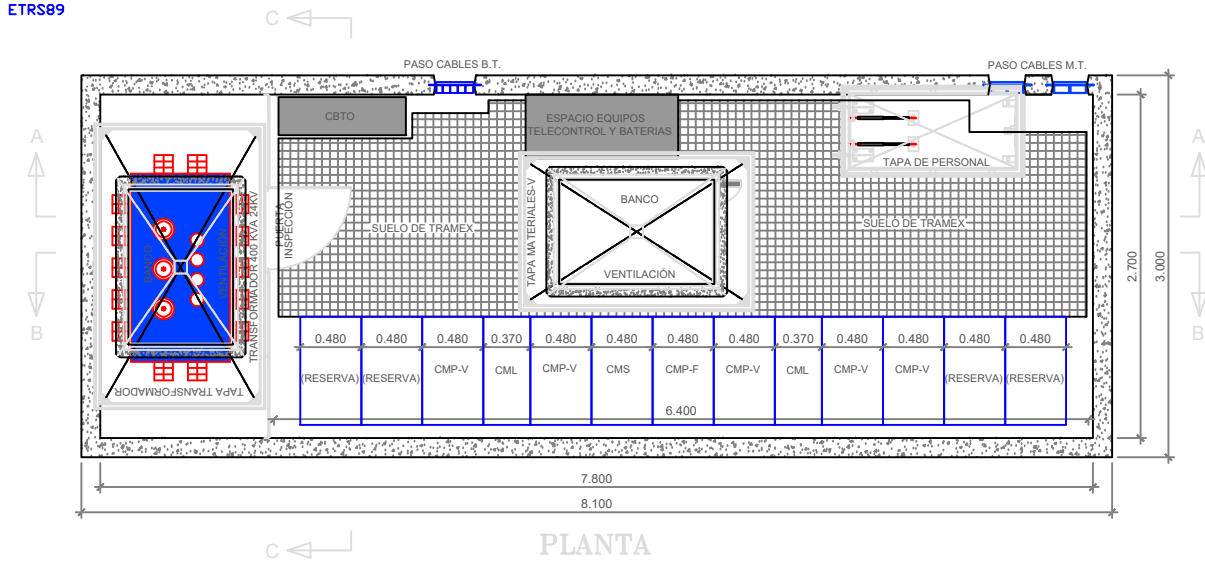 ETRS89
C
C
PASO CABLES B.T.
PASO CABLES M.T.
A
A
B
B
CBTO
ESPACIO EQUIPOS
TELECONTROL Y BATERIAS
TAPA DE PERSONAL
PUERTA
INSPECCIÓN
SUELO DE TRAMEX
TAPA MATERIALES-V
BANCO
VENTILACIÓN
SUELO DE TRAMEX
BANCO
VENTILACIÓN
TRANSFORMADOR 400 KVA 24KV
TAPA TRANSFORMADOR
2.700
3.000
0.480
0.480
0.480
0.370
0.480
0.480
0.480
0.480
0.370
0.480
0.480
0.480
0.480
(RESERVA)
(RESERVA)
CMP-V
CML
CMP-V
CMS
CMP-F
CMP-V
CML
CMP-V
CMP-V
(RESERVA)
(RESERVA)
6.400
7.800
8.100
PLANTA